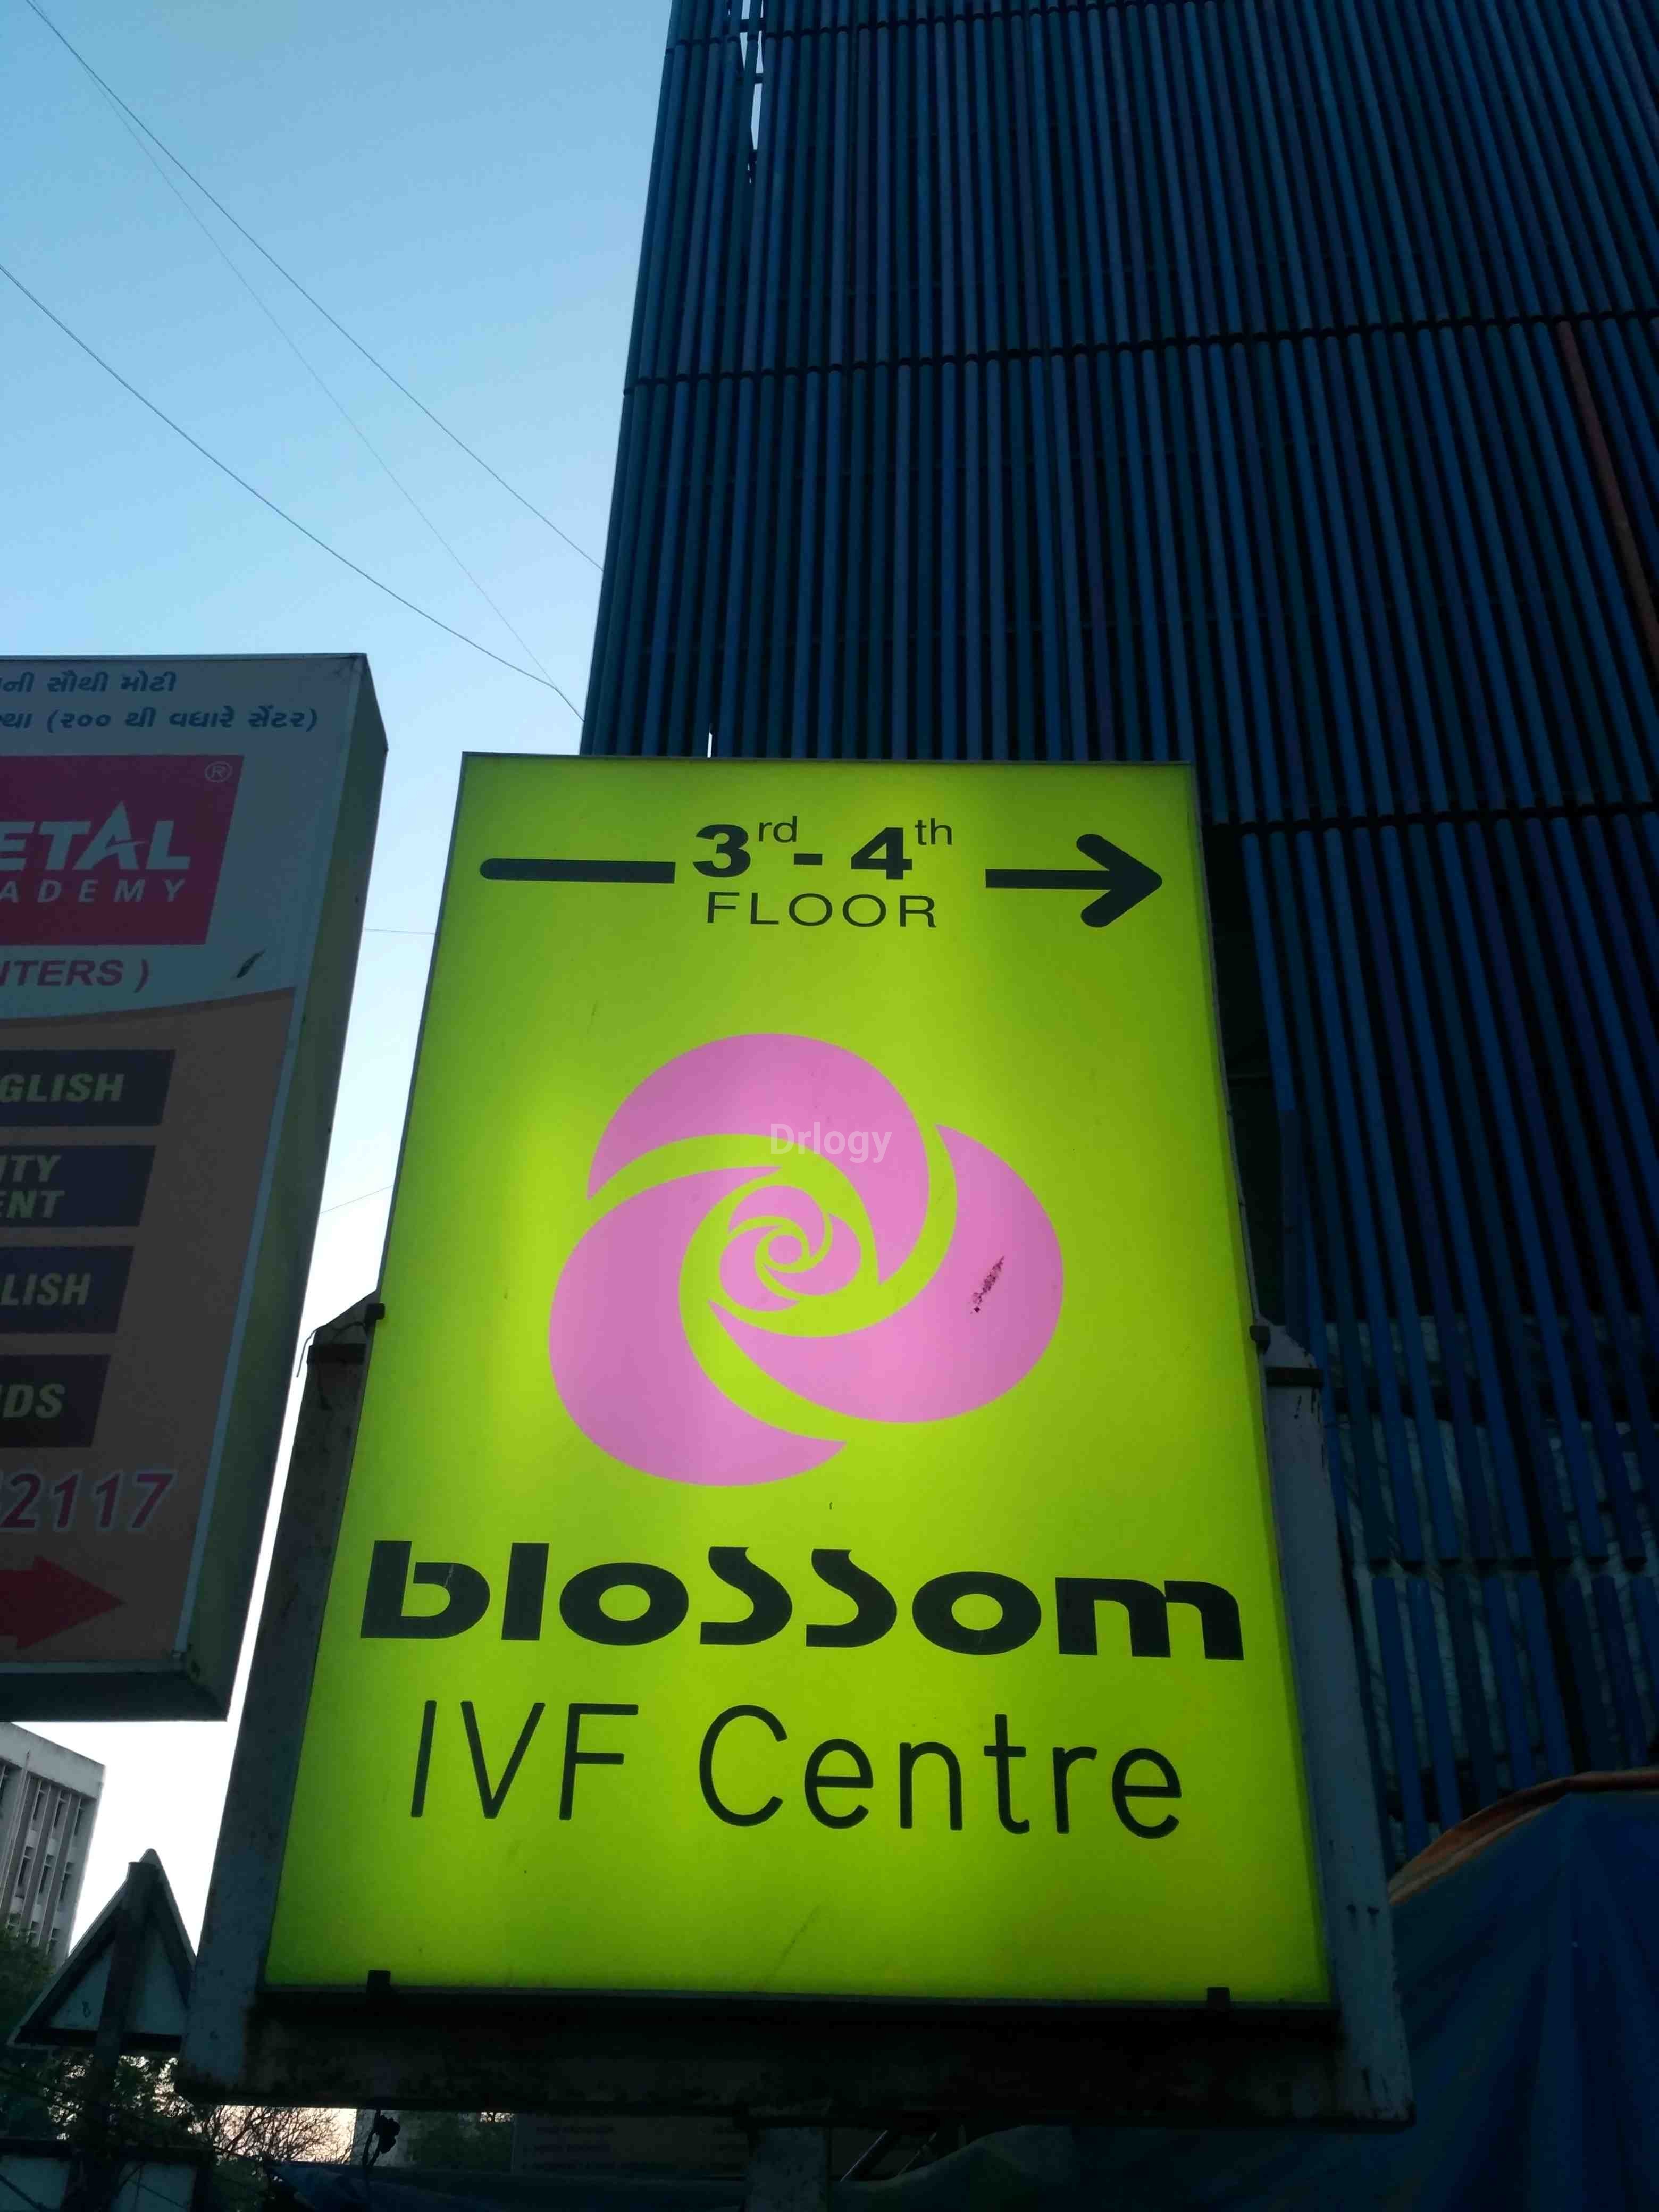 ની સૌથી મોટી
(૨૦૦ થી વધારે સેંટર)
ETAL
®
ADEMY
NTERS )
GLISH
ITY
ENT
LISH
DS
2117
3rd - 4th
FLOOR
Drlogy
blossom
IVF Centre